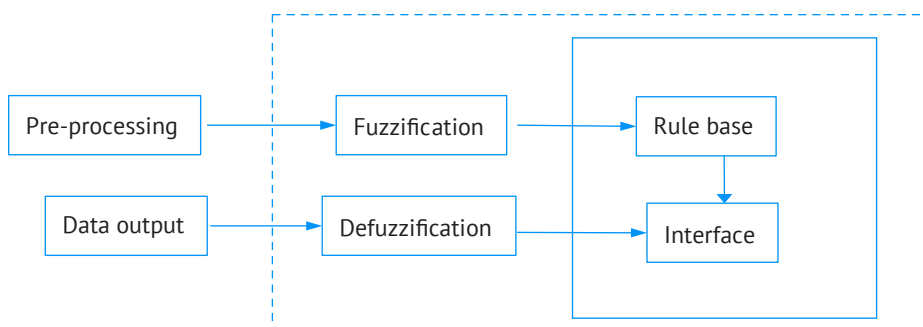 Pre-processing
Fuzzification
Rule base
Data output
Defuzzification
Interface